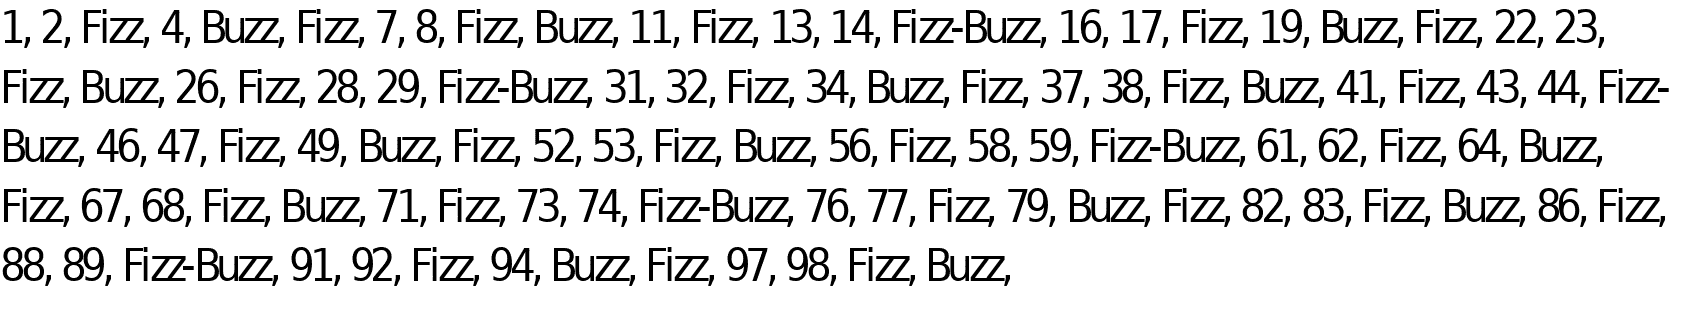 1, 2, Fizz, 4, Buzz, Fizz, 7, 8, Fizz, Buzz, 11, Fizz, 13, 14, Fizz-Buzz, 16, 17, Fizz, 19, Buzz, Fizz, 22, 23,
Fizz, Buzz, 26, Fizz, 28, 29, Fizz-Buzz, 31, 32, Fizz, 34, Buzz, Fizz, 37, 38, Fizz, Buzz, 41, Fizz, 43, 44, Fizz-
Buzz, 46, 47, Fizz, 49, Buzz, Fizz, 52, 53, Fizz, Buzz, 56, Fizz, 58, 59, Fizz-Buzz, 61, 62, Fizz, 64, Buzz,
Fizz, 67, 68, Fizz, Buzz, 71, Fizz, 73, 74, Fizz-Buzz, 76, 77, Fizz, 79, Buzz, Fizz, 82, 83, Fizz, Buzz, 86, Fizz,
88, 89, Fizz-Buzz, 91, 92, Fizz, 94, Buzz, Fizz, 97, 98, Fizz, Buzz,